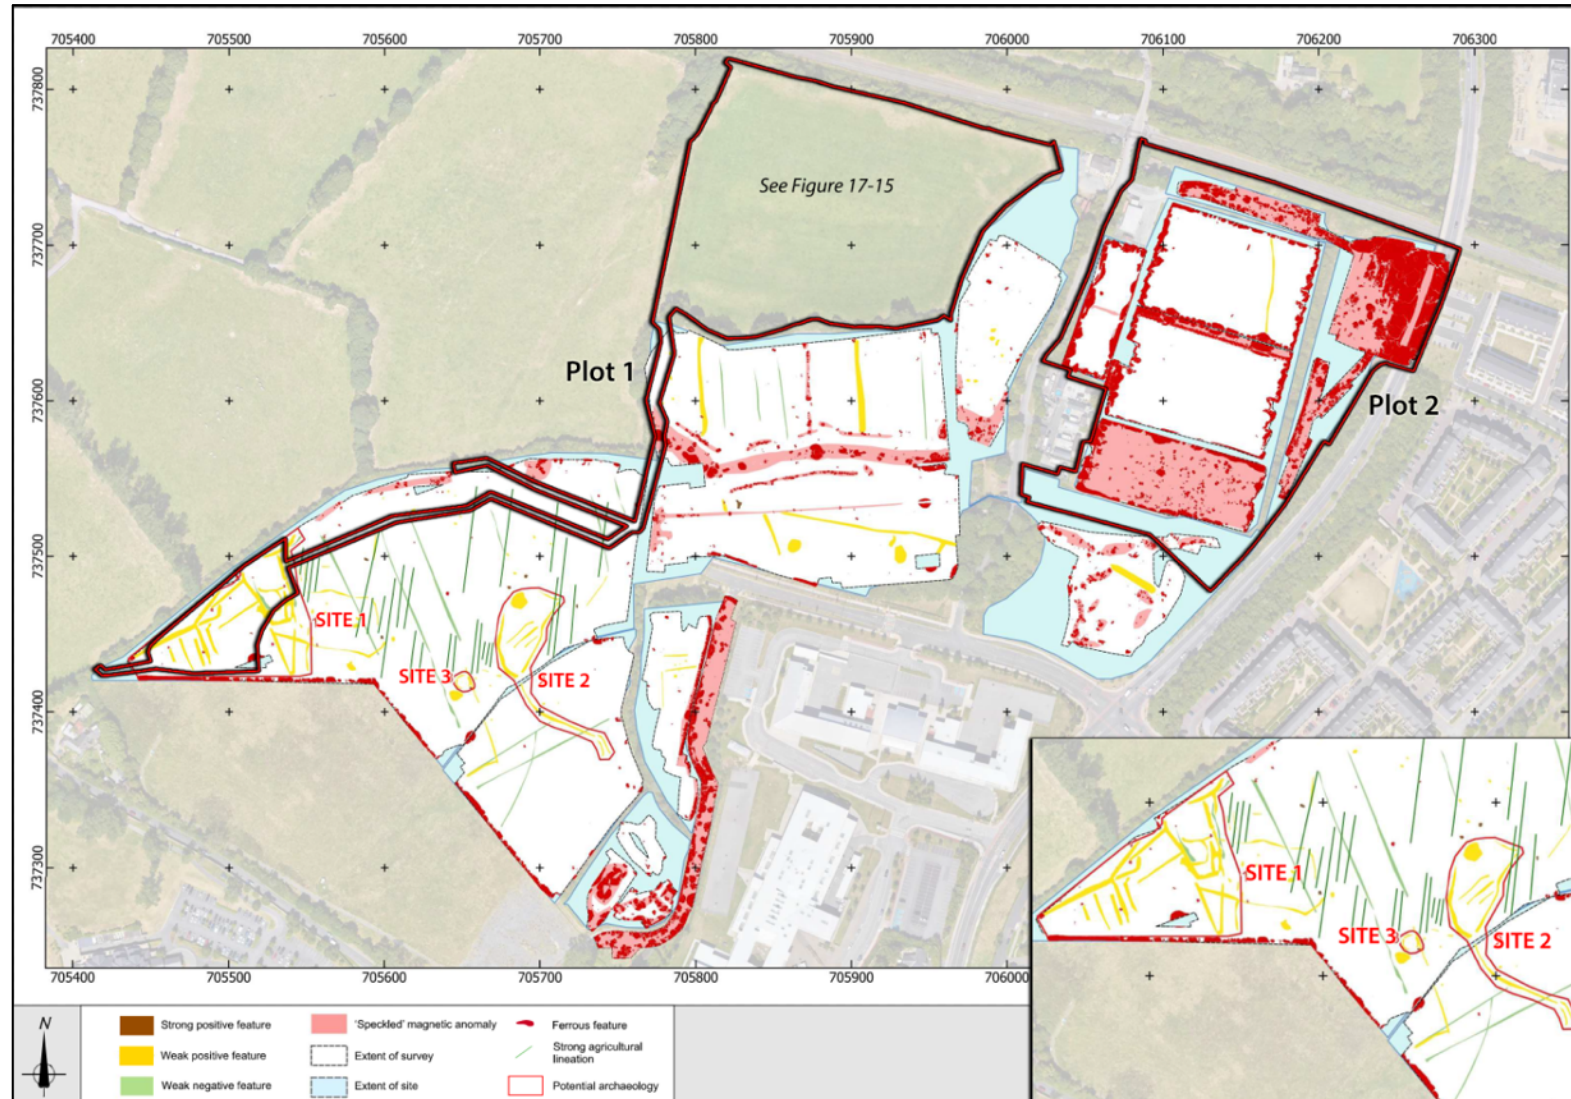 705400 705500 705600 705700 705800 705900 706000 706100 706200 706300
737800
737700
737600
737500
737400
737300
See Figure 17-15
Plot 1
Plot 2
SITE 1
SITE 3
SITE 2
705400 705500 705600 705700 705800 705900 706000
SITE 1
SITE 3
SITE 2
N
Strong positive feature
Weak positive feature
Weak negative feature
'Speckled' magnetic anomaly
Extent of survey
Extent of site
Ferrous feature
Strong agricultural
lineation
Potential archaeology